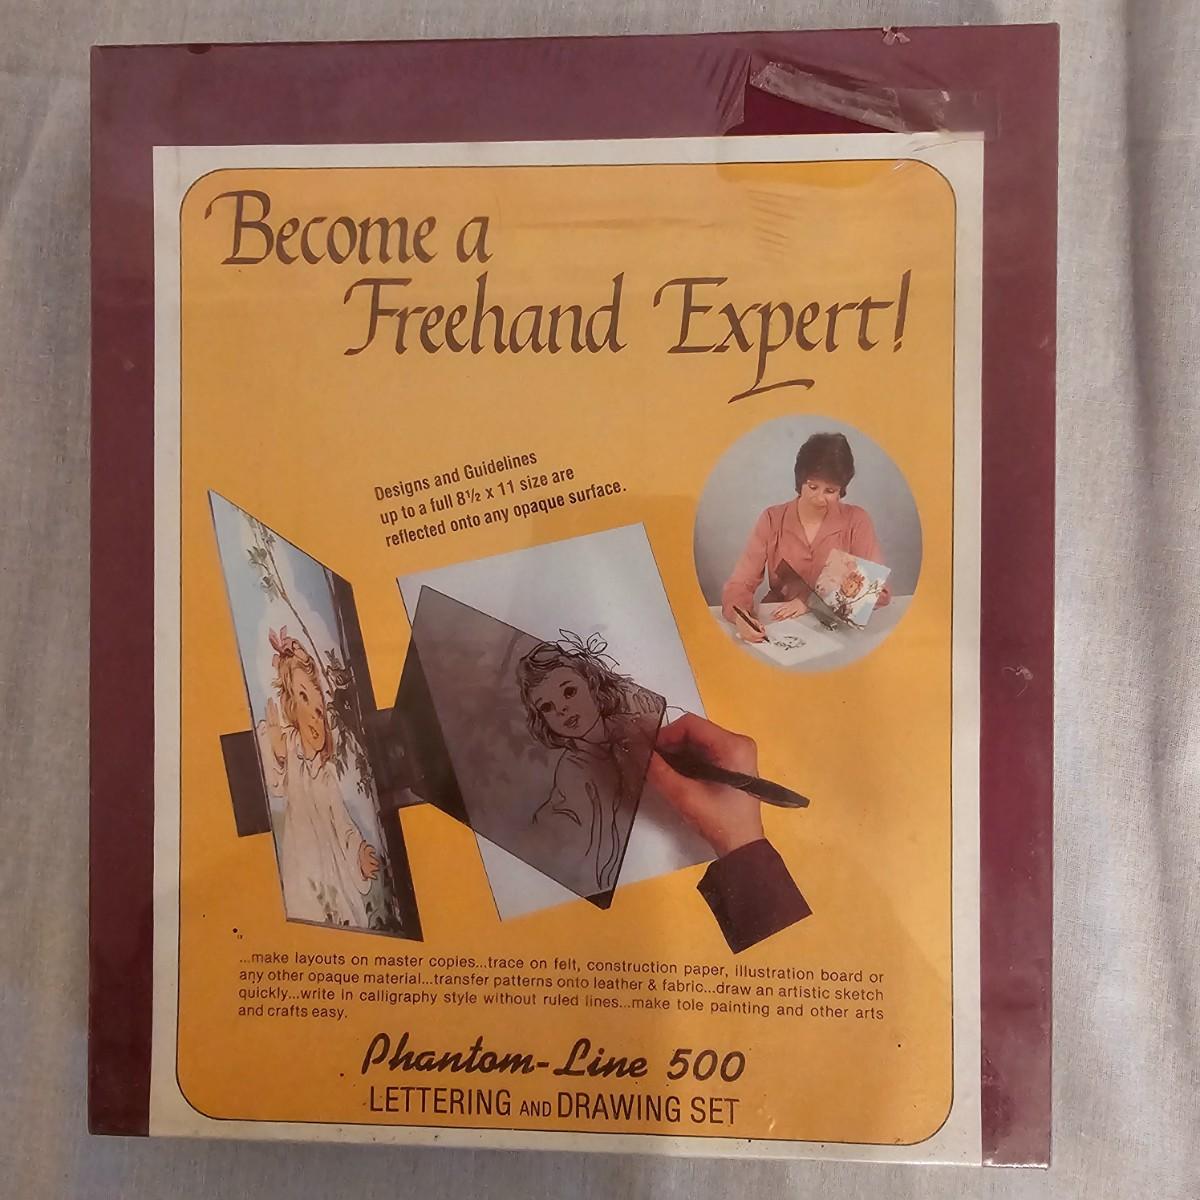 Become a
Freehand Expert!
Designs and Guidelines
up to a full 8½ x 11 size are
reflected onto any opaque surface.
...make layouts on master copies...trace on felt, construction paper, illustration board or
any other opaque material...transfer patterns onto leather & fabric...draw an artistic sketch
quickly...write in calligraphy style without ruled lines...make tole painting and other arts
and crafts easy.
Phantom-Line 500
LETTERING AND DRAWING SET